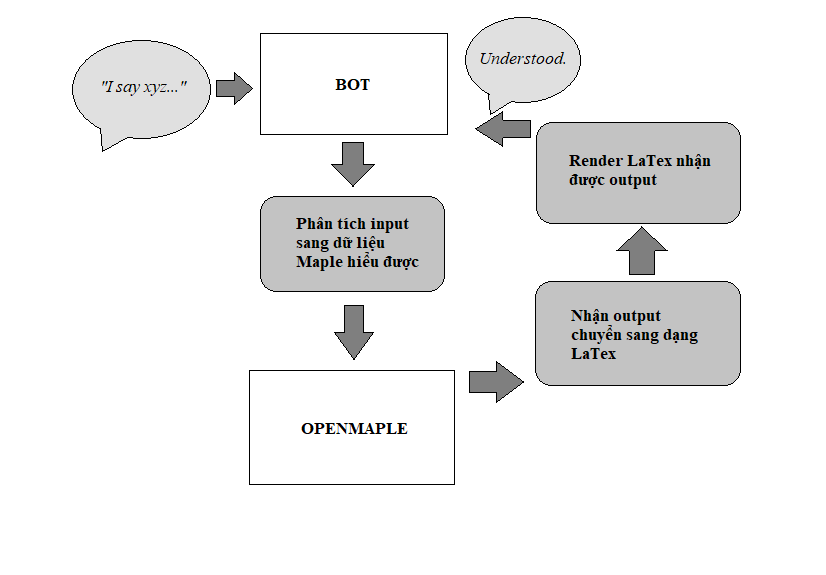 "I say xyz..."
BOT
Understood.
Render LaTex nhận
được output
Phân tích input
sang dữ liệu
Maple hiểu được
Nhận output
chuyển sang dạng
LaTex
OPENMAPLE